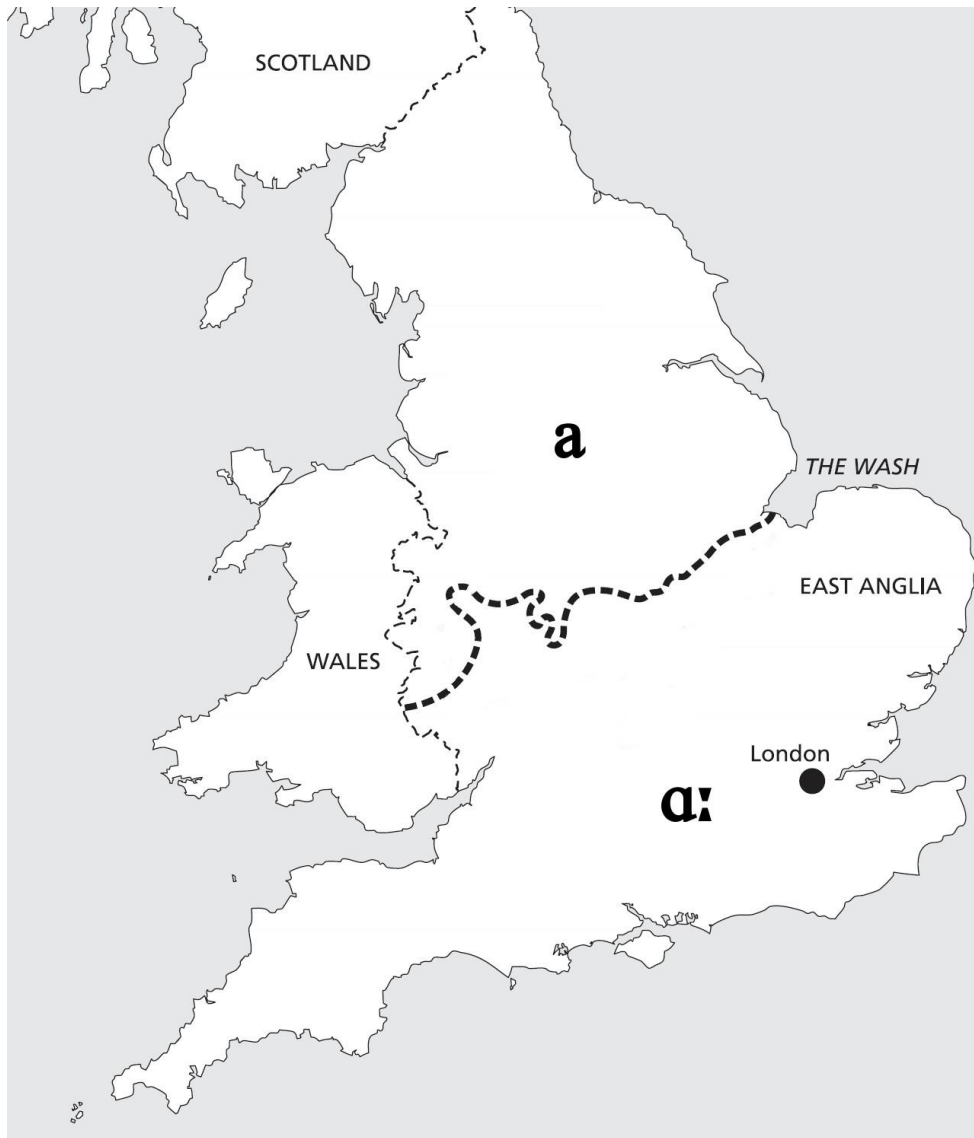 SCOTLAND
a
THE WASH
EAST ANGLIA
WALES
London
ɑː